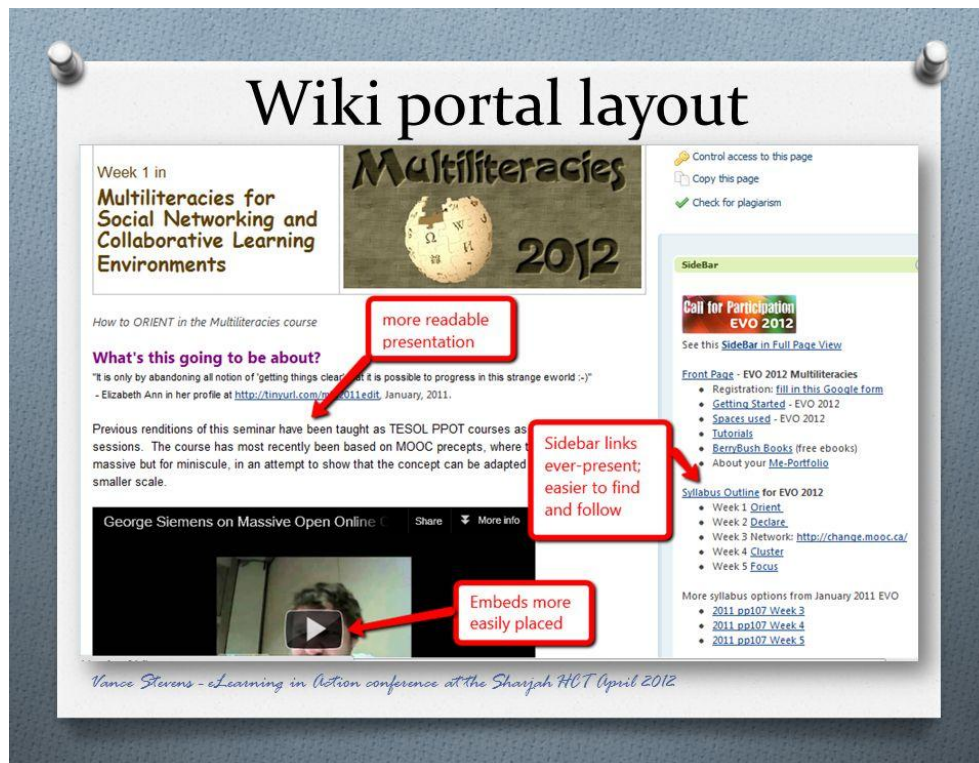 Wiki portal layout
Week 1 in
Multiliteracies for
Social Networking and
Collaborative Learning
Environments
Multiliteracies
2012
Ω W И
Control access to this page
Copy this page
Check for plagiarism
How to ORIENT in the Multiliteracies course
more readable
presentation
What's this going to be about?
"It is only by abandoning all notion of 'getting things clear' it is possible to progress in this strange eworld :-)"
- Elizabeth Ann in her profile at http://tinyurl.com/ 2011edit, January, 2011.
Previous renditions of this seminar have been taught as TESOL PPOT courses as
sessions. The course has most recently been based on MOOC precepts, where
massive but for miniscule, in an attempt to show that the concept can be adapted
smaller scale.
George Siemens on Massive Open Online
Share
More info
Embeds more
easily placed
Sidebar links
ever-present;
easier to find
and follow
SideBar
Call for Participation
EVO 2012
See this SideBar in Full Page View
Front Page - EVO 2012 Multiliteracies
Registration: fill in this Google form
Getting Started - EVO 2012
Spaces used - EVO 2012
Tutorials
BerryBush Books (free ebooks)
About your Me-Portfolio
Syllabus Outline for EVO 2012
Week 1 Orient
Week 2 Declare
Week 3 Network: http://change.mooc.ca/
Week 4 Cluster
Week 5 Focus
More syllabus options from January 2011 EVO
2011 pp107 Week 3
2011 pp107 Week 4
2011 pp107 Week 5
Vance Stevens - eLearning in Action conference at the Sharjah HCT April 2012